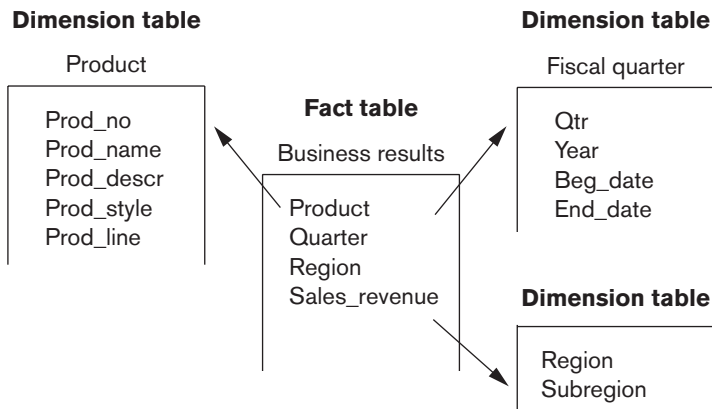 Dimension table
Product
Prod_no
Prod_name
Prod_descr
Prod_style
Prod_line
Fact table
Business results
Product
Quarter
Region
Sales_revenue
Dimension table
Fiscal quarter
Qtr
Year
Beg_date
End_date
Dimension table
Region
Subregion